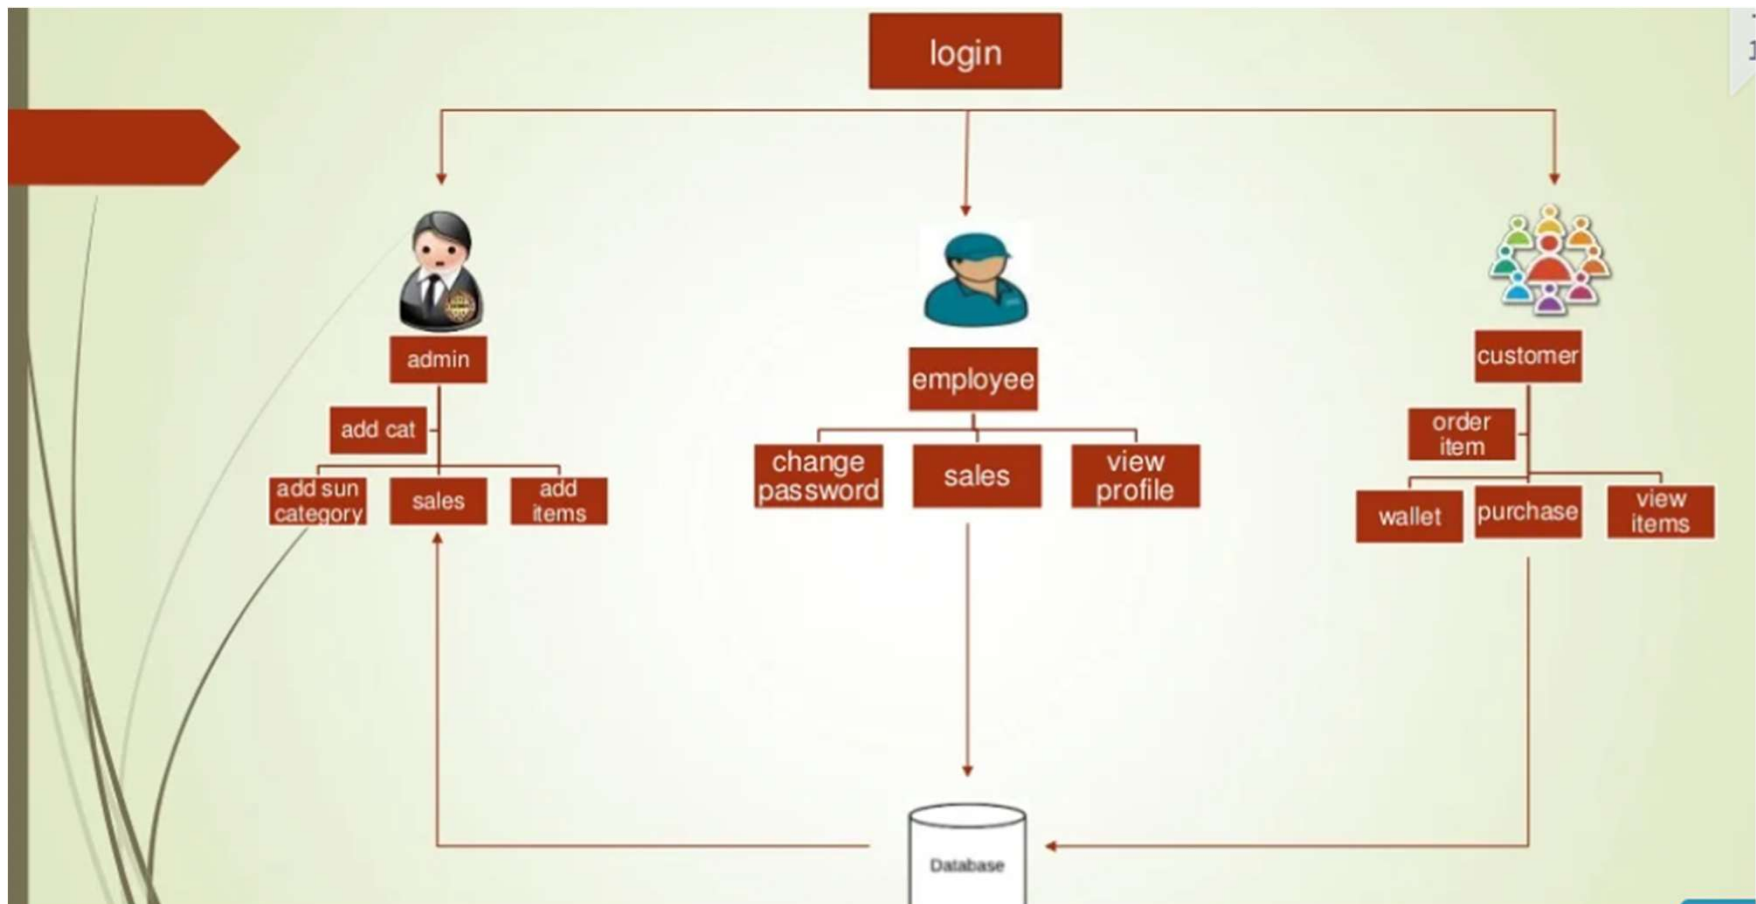 login
admin
employee
customer
add cat
order
item
change
password
sales
view
profile
add sun
category
sales
add
items
wallet
purchase
view
items
Database